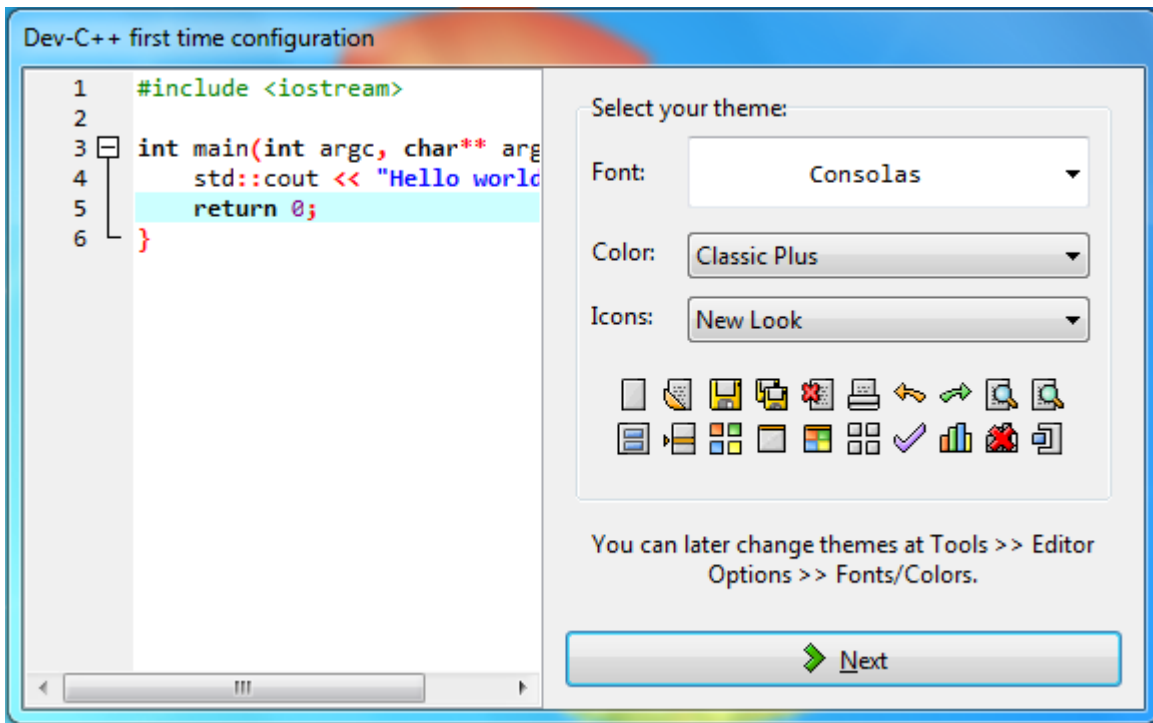 Dev-C++ first time configuration
1 #include <iostream>
2
3 int main(int argc, char** arg
4 std::cout << "Hello world
5 return 0;
6 }
Select your theme:
Font: Consolas
Color: Classic Plus
Icons: New Look
You can later change themes at Tools >> Editor
Options >> Fonts/Colors.
Next